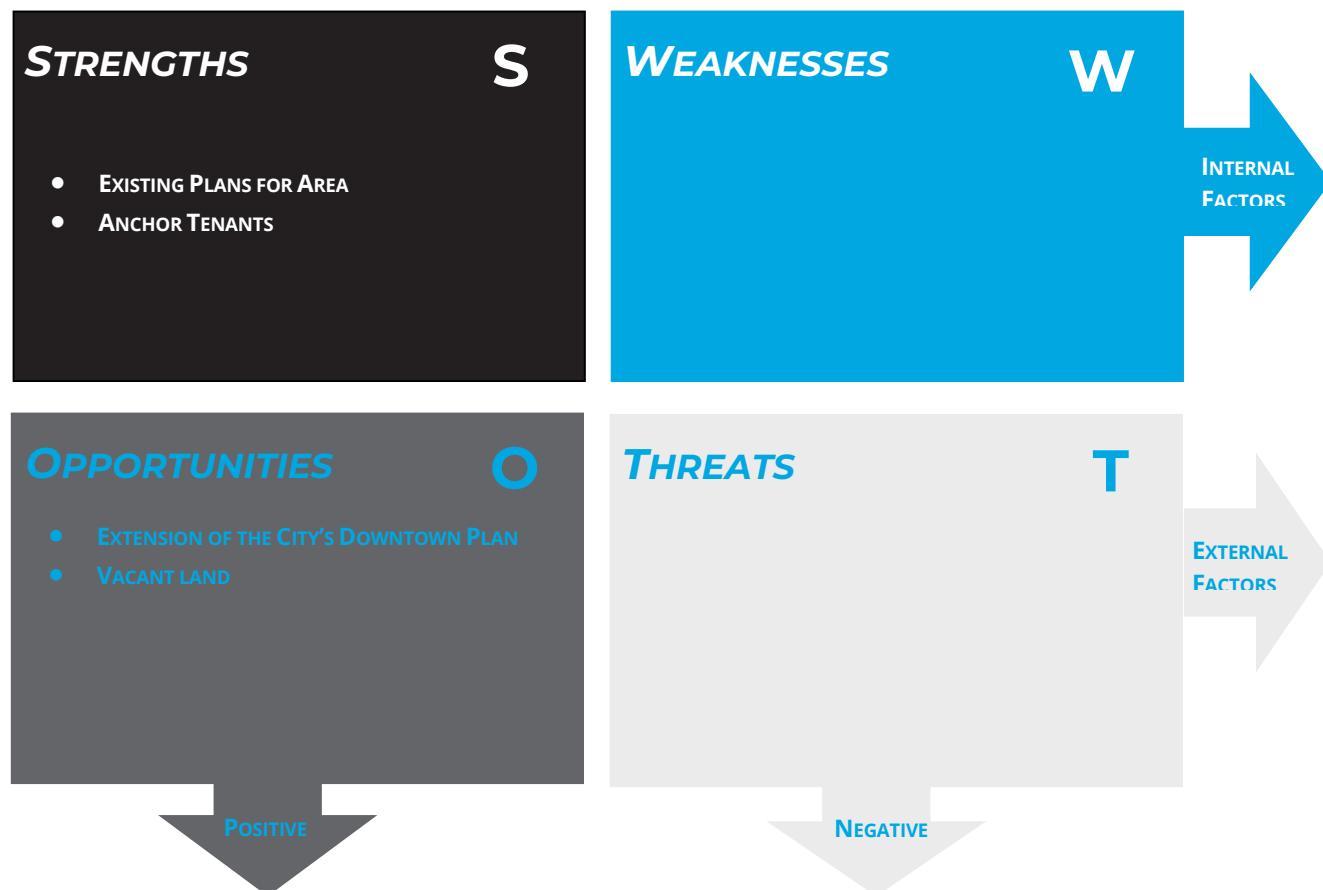 STRENGTHS S
EXISTING PLANS FOR AREA
ANCHOR TENANTS
WEAKNESSES W
INTERNAL
FACTORS
OPPORTUNITIES O
EXTENSION OF THE CITY’S DOWNTOWN PLAN
VACANT LAND
THREATS T
EXTERNAL
FACTORS
POSITIVE
NEGATIVE